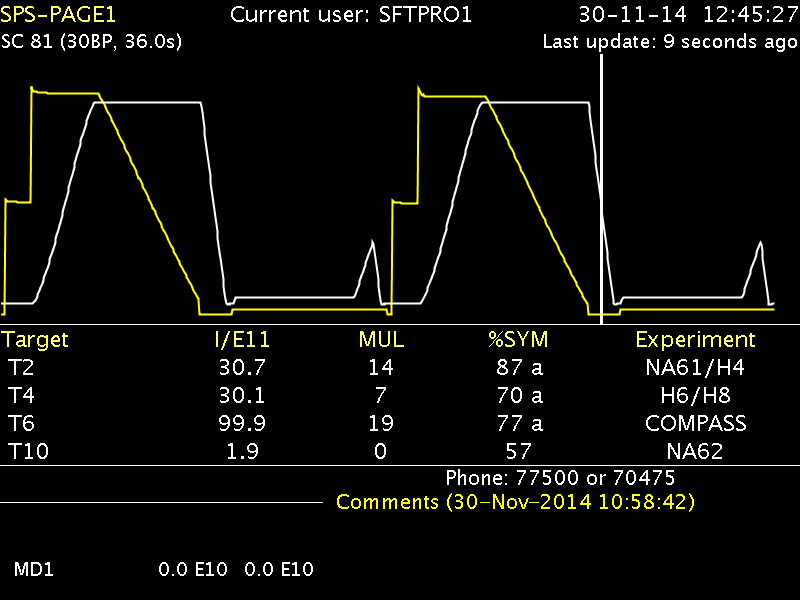 SPS-PAGE1 Current user: SFTPRO1 30-11-14 12:45:27
SC 81 (30BP, 36.0s) Last update: 9 seconds ago
Target I/E11 MUL %SYM Experiment
T2 30.7 14 87 a NA61/H4
T4 30.1 7 70 a H6/H8
T6 99.9 19 77 a COMPASS
T10 1.9 0 57 NA62
Phone: 77500 or 70475
Comments (30-Nov-2014 10:58:42)
MD1 0.0 E10 0.0 E10